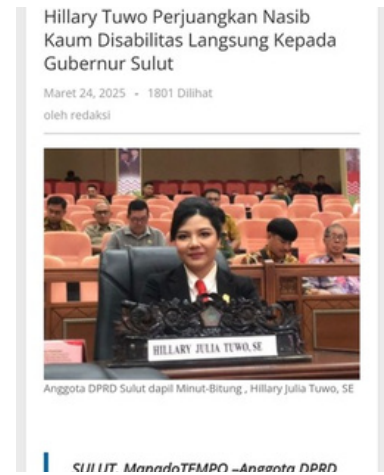 Hillary Tuwo Perjuangkan Nasib
Kaum Disabilitas Langsung Kepada
Gubernur Sulut
Maret 24, 2025 - 1801 Dilihat
oleh redaksi
HILLARY JULIA TUWO, SE
Anggota DPRD Sulut dapil Minut-Bitung , Hillary Julia Tuwo, SE
SULUT, ManadoTEMPO –Anggota DPRD